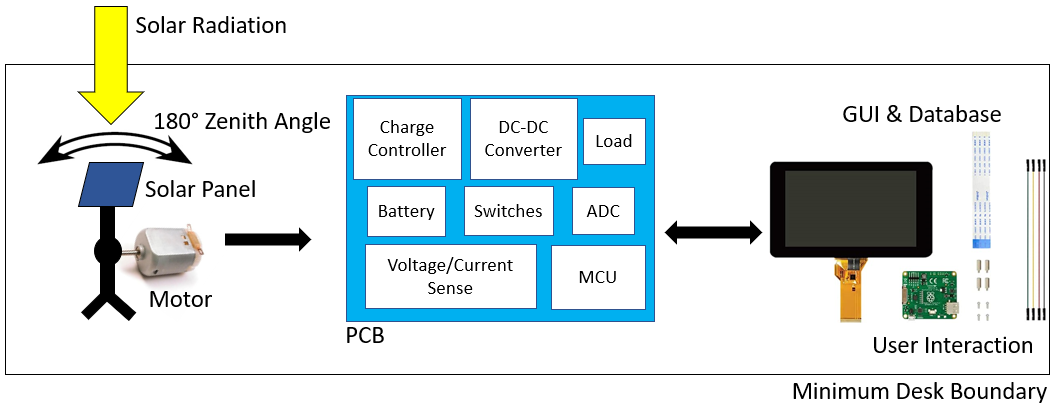 Solar Radiation
180° Zenith Angle
Solar Panel
Motor
Charge
Controller
DC-DC
Converter
Load
Battery
Switches
ADC
Voltage/Current
Sense
MCU
PCB
GUI & Database
User Interaction
Minimum Desk Boundary